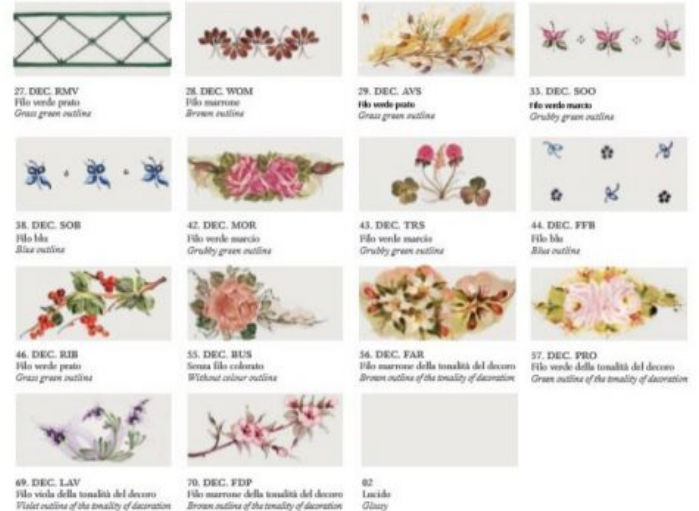 27. DEC. RMV
Filo verde prato
Grass green outline
28. DEC. WOM
Filo marrone
Brown outline
29. DEC. AVS
Filo verde prato
Grass green outline
33. DEC. SOO
Filo verde marcio
Grubby green outline
38. DEC. SOB
Filo blu
Blue outline
42. DEC. MOR
Filo verde marcio
Grubby green outline
43. DEC. TRS
Filo verde marcio
Grubby green outline
44. DEC. FFB
Filo blu
Blue outline
46. DEC. RIB
Filo verde prato
Grass green outline
55. DEC. BUS
Senza filo colorato
Without colour outline
56. DEC. FAR
Filo marrone della tonalità del decoro
Brown outline of the tonality of decoration
57. DEC. PRO
Filo verde della tonalità del decoro
Green outline of the tonality of decoration
69. DEC. LAV
Filo viola della tonalità del decoro
Violet outline of the tonality of decoration
70. DEC. FDP
Filo marrone della tonalità del decoro
Brown outline of the tonality of decoration
02
Lucido
Glossy